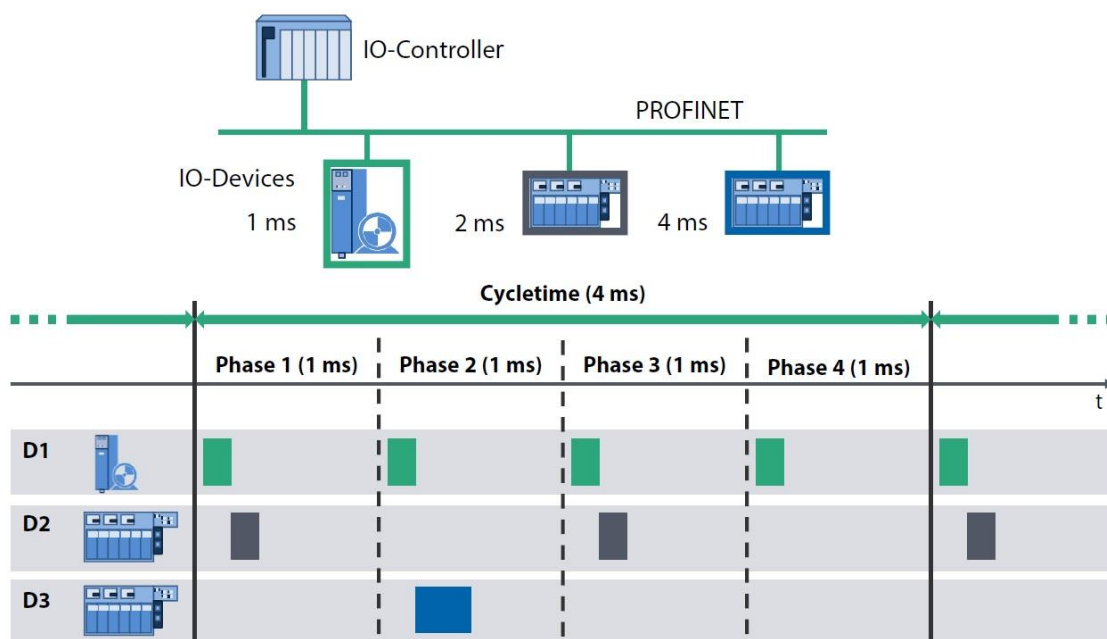 IO-Controller
PROFINET
IO-Devices
1 ms
2 ms
4 ms
Cycletime (4 ms)
Phase 1 (1 ms)
Phase 2 (1 ms)
Phase 3 (1 ms)
Phase 4 (1 ms)
t
D1
D2
D3